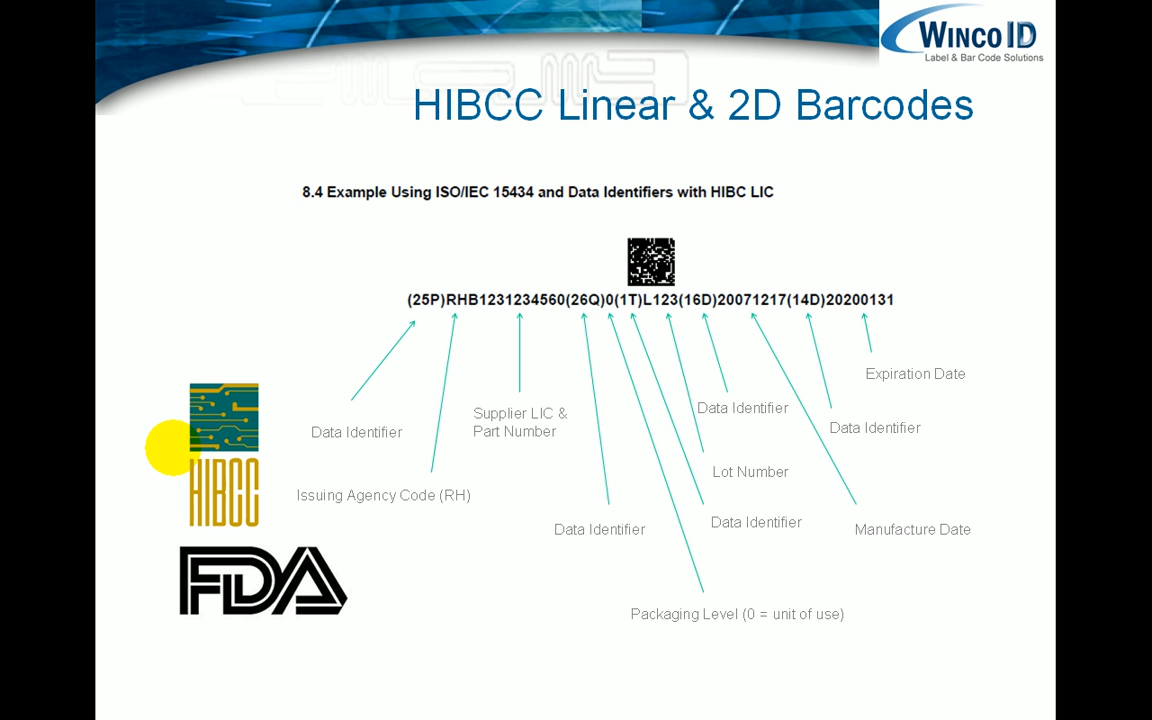 WINCO ID
Label & Bar Code Solutions
HIBCC Linear & 2D Barcodes
8.4 Example Using ISO/IEC 15434 and Data Identifiers with HIBC LIC
(25P)RHB1231234560(26Q)0(1T)L123(16D)20071217(14D)20200131
Expiration Date
Data Identifier
Supplier LIC &
Part Number
Data Identifier
Data Identifier
Lot Number
Issuing Agency Code (RH)
Data Identifier
Data Identifier
Manufacture Date
Packaging Level (0 = unit of use)
HIBCC
FDA